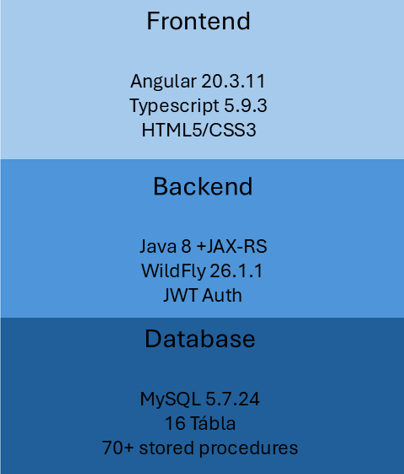 Frontend
Angular 20.3.11
Typescript 5.9.3
HTML5/CSS3
Backend
Java 8 +JAX-RS
WildFly 26.1.1
JWT Auth
Database
MySQL 5.7.24
16 Tábla
70+ stored procedures